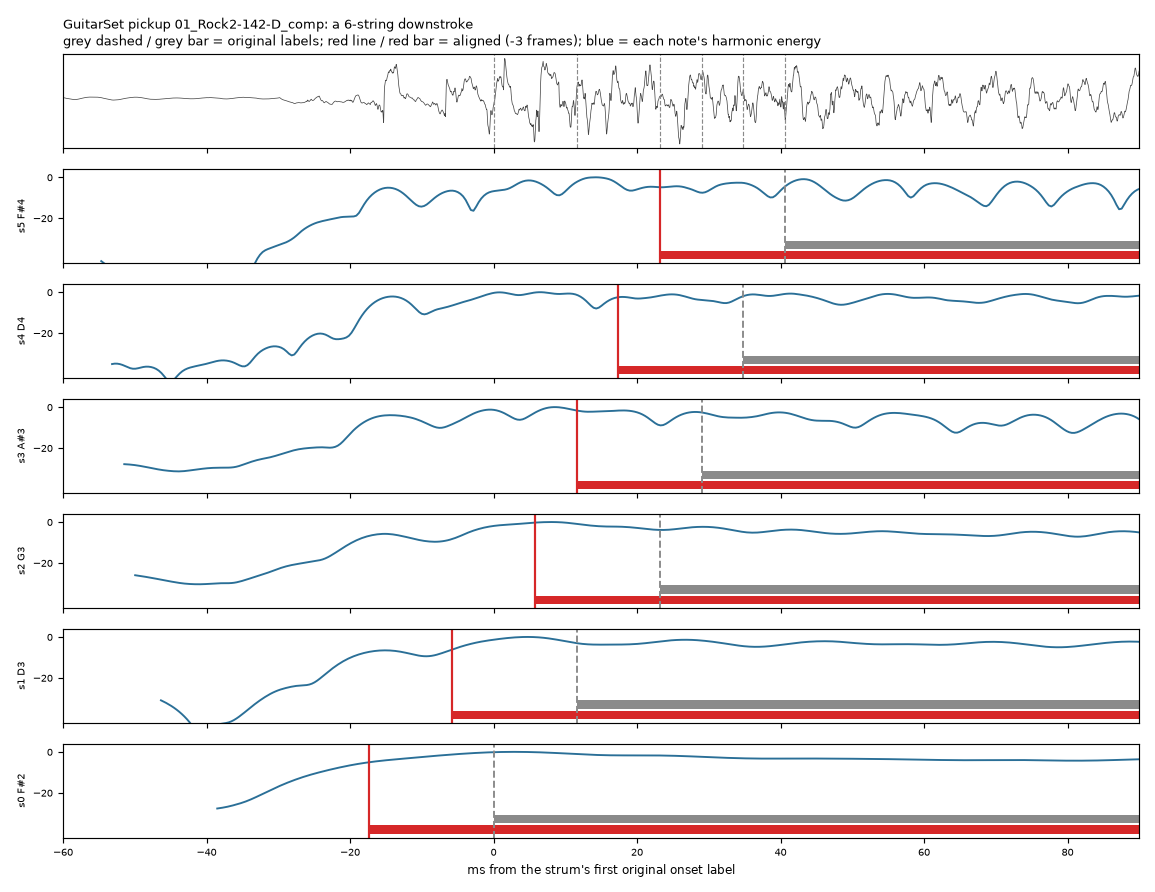 GuitarSet pickup 01_Rock2-142-D_comp: a 6-string downstroke
grey dashed / grey bar = original labels; red line / red bar = aligned (-3 frames); blue = each note's harmonic energy
s5 F#4
0
−20
s4 D4
0
−20
s3 A#3
0
−20
s2 G3
0
−20
s1 D3
0
−20
s0 F#2
0
−20
−60 −40 −20 0 20 40 60 80
ms from the strum's first original onset label